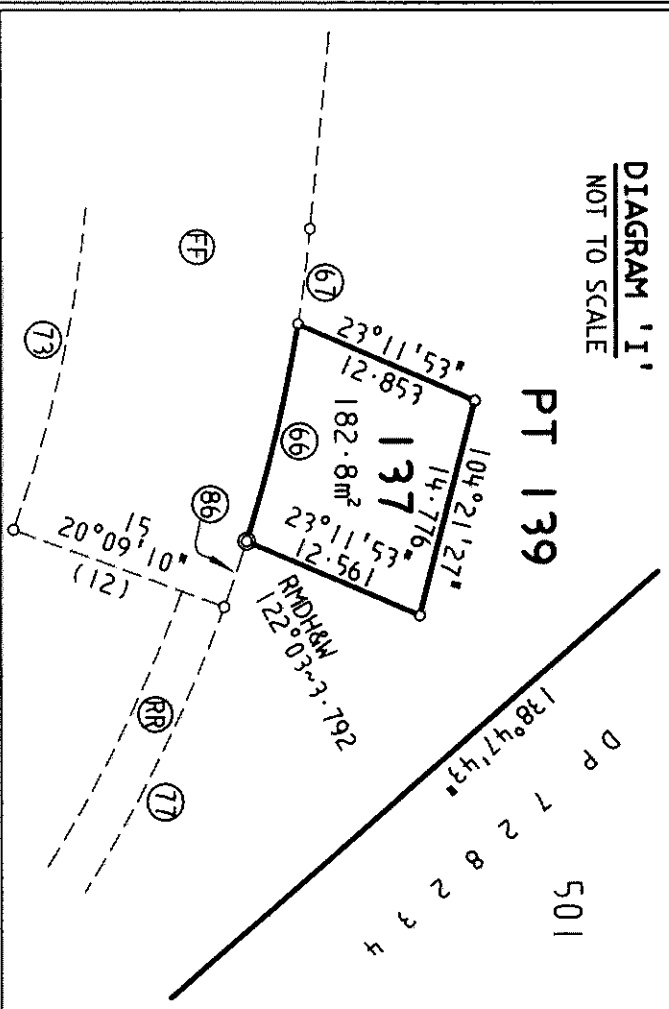 DIAGRAM 'I'
NOT TO SCALE
PT 139
501
DP 728234
138°47'43"
104°21'27"
14·776
23°11'53"
12·853
137
182·8m²
23°11'53"
12·561
RMDH&W
122°03~3·792
67
66
86
FF
73
15
20°09'10"
(12)
RR
77